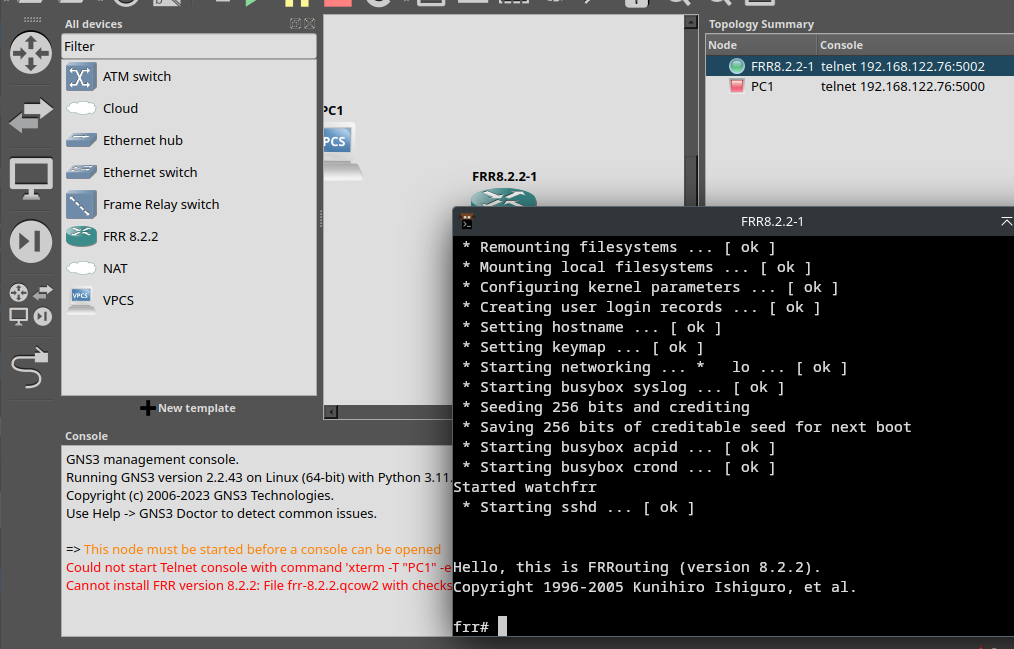 All devices
Filter
ATM switch
Cloud
Ethernet hub
Ethernet switch
Frame Relay switch
FRR 8.2.2
NAT
VPCS
New template
PC1
PCS
FRR8.2.2-1
Topology Summary
Node Console
FRR8.2.2-1 telnet 192.168.122.76:5002
PC1 telnet 192.168.122.76:5000
Console
GNS3 management console.
Running GNS3 version 2.2.43 on Linux (64-bit) with Python 3.11.
Copyright (c) 2006-2023 GNS3 Technologies.
Use Help -> GNS3 Doctor to detect common issues.
=> This node must be started before a console can be opened
Could not start Telnet console with command 'xterm -T "PC1" -e
Cannot install FRR version 8.2.2: File frr-8.2.2.qcow2 with checks
FRR8.2.2-1
* Remounting filesystems ... [ ok ]
* Mounting local filesystems ... [ ok ]
* Configuring kernel parameters ... [ ok ]
* Creating user login records ... [ ok ]
* Setting hostname ... [ ok ]
* Setting keymap ... [ ok ]
* Starting networking ... *   lo ... [ ok ]
* Starting busybox syslog ... [ ok ]
* Seeding 256 bits and crediting
* Saving 256 bits of creditable seed for next boot
* Starting busybox acpid ... [ ok ]
* Starting busybox crond ... [ ok ]
Started watchfrr
* Starting sshd ... [ ok ]
Hello, this is FRRouting (version 8.2.2).
Copyright 1996-2005 Kunihiro Ishiguro, et al.
frr#